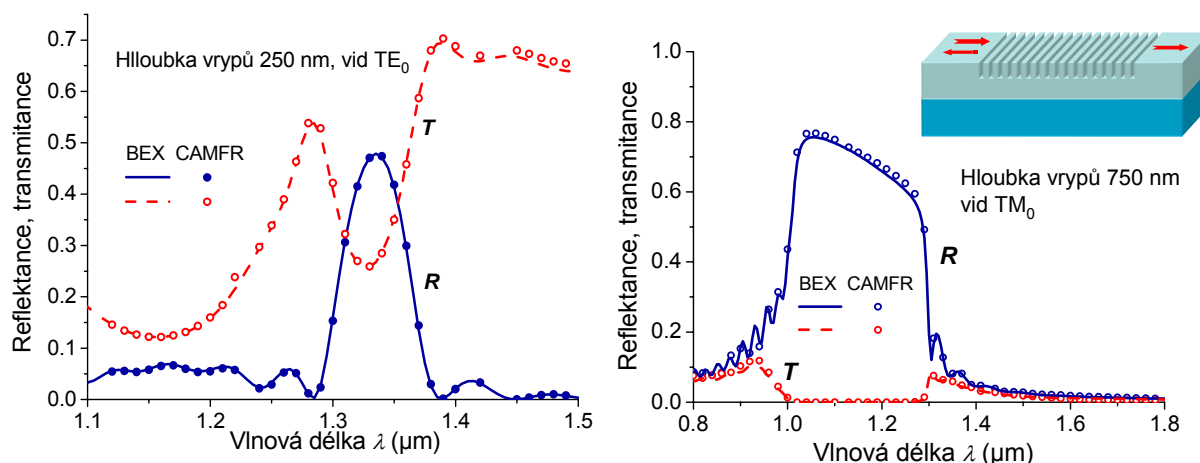 Hlloubka vrypů 250 nm, vid TE0
BEX CAMFR
T
R
Reflektance, transmitance
0.7
0.6
0.5
0.4
0.3
0.2
0.1
0.0
1.1 1.2 1.3 1.4 1.5
Vlnová délka λ (μm)
Hloubka vrypů 750 nm
vid TM0
BEX CAMFR
R
T
Reflektance, transmitance
1.0
0.8
0.6
0.4
0.2
0.0
0.8 1.0 1.2 1.4 1.6 1.8
Vlnová délka λ (μm)